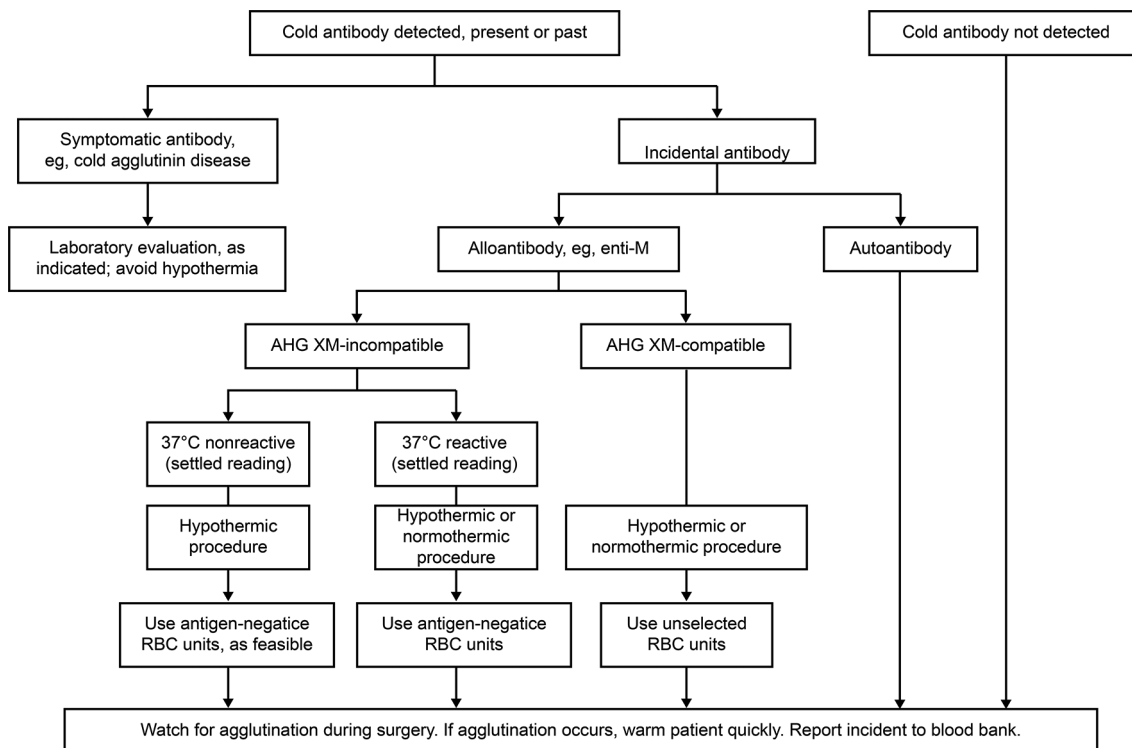 Cold antibody detected, present or past
Cold antibody not detected
Symptomatic antibody,
eg, cold agglutinin disease
Incidental antibody
Laboratory evaluation, as
indicated; avoid hypothermia
Alloantibody, eg, enti-M
Autoantibody
AHG XM-incompatible
AHG XM-compatible
37°C nonreactive
(settled reading)
37°C reactive
(settled reading)
Hypothermic
procedure
Hypothermic or
normothermic
procedure
Hypothermic or
normothermic procedure
Use antigen-negatice
RBC units, as feasible
Use antigen-negatice
RBC units
Use unselected
RBC units
Watch for agglutination during surgery. If agglutination occurs, warm patient quickly. Report incident to blood bank.